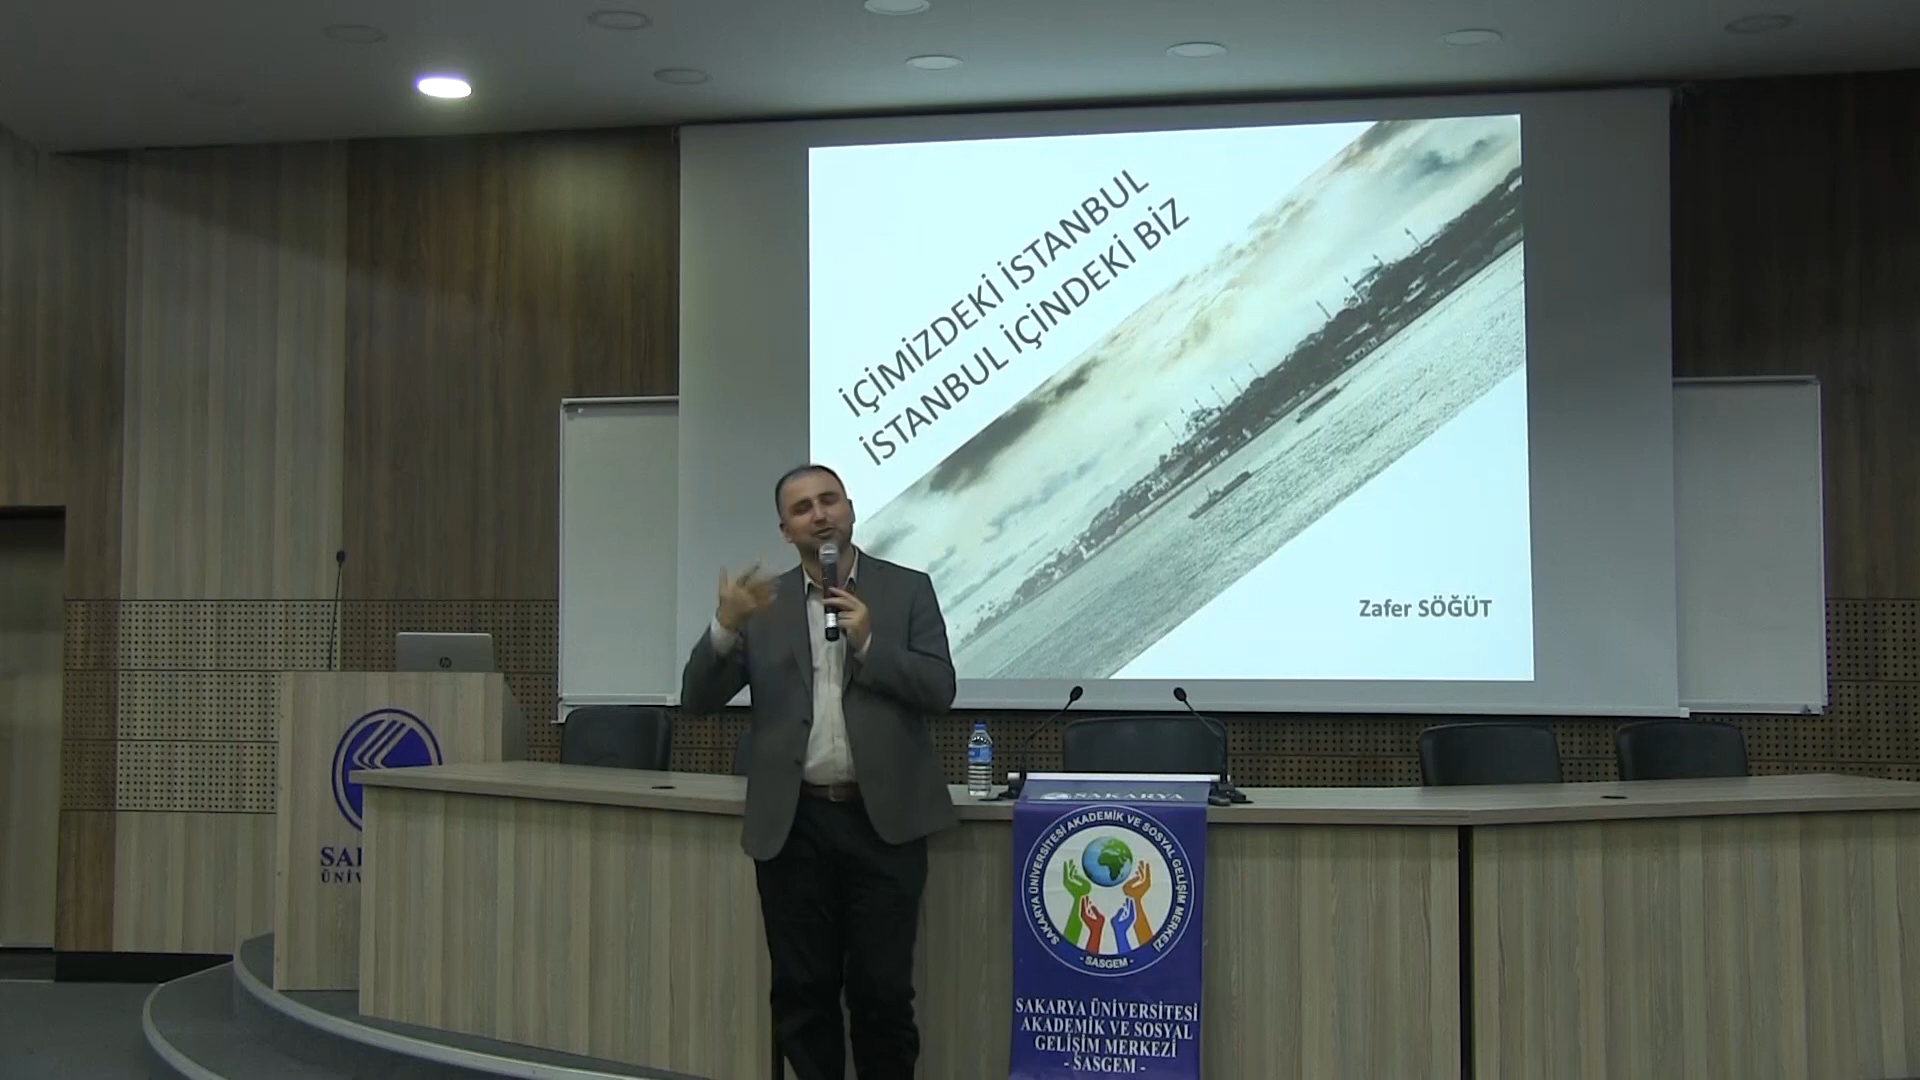 İÇİMİZDEKİ İSTANBUL
İSTANBUL İÇİNDEKİ BİZ
Zafer SÖĞÜT
hp
SAKARYA
SAKARYA ÜNİVERSİTESİ AKADEMİK VE SOSYAL GELİŞİM MERKEZİ
- SASGEM -
SAKARYA ÜNİVERSİTESİ
AKADEMİK VE SOSYAL
GELİŞİM MERKEZİ
- SASGEM -